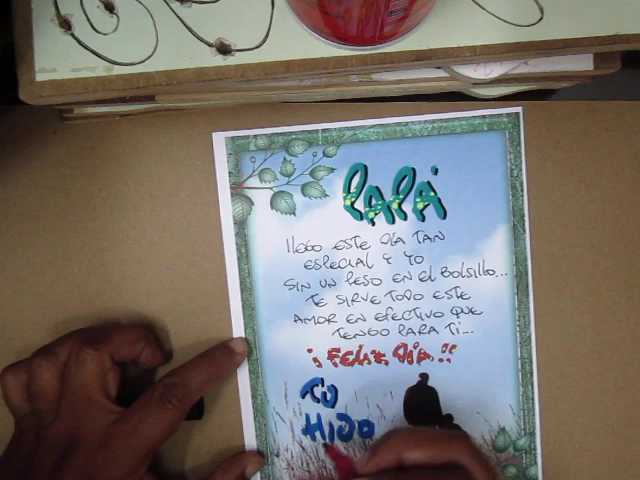 PAPÁ
llegó este día tan
especial y yo
sin un peso en el bolsillo...
te sirve todo este
amor en efectivo que
tengo para ti...
¡FELIZ DÍA!!
TU
HIJO